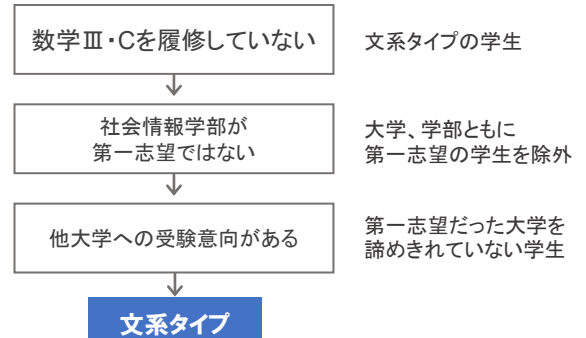 数学Ⅲ・Cを履修していない
文系タイプの学生
社会情報学部が
第一志望ではない
大学、学部ともに
第一志望の学生を除外
他大学への受験意向がある
第一志望だった大学を
諦めきれていない学生
文系タイプ